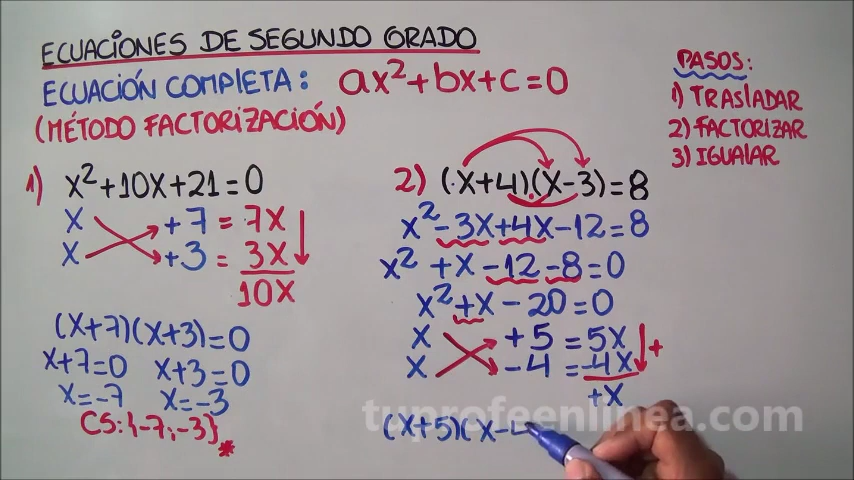 ECUACIONES DE SEGUNDO GRADO
ECUACIÓN COMPLETA: ax²+bx+c=0
(MÉTODO FACTORIZACIÓN)
PASOS:
1) TRASLADAR
2) FACTORIZAR
3) IGUALAR
1) x²+10x+21=0
x +7 = 7x
x +3 = 3x
10x
(x+7)(x+3)=0
x+7=0 x+3=0
x=-7 x=-3
CS:{-7;-3}*
2) (x+4)(x-3)=8
x²-3x+4x-12=8
x²+x-12-8=0
x²+x-20=0
x +5 =5x
x -4 =-4x +
+x
(x+5)(x-4
tuprofeenlinea.com